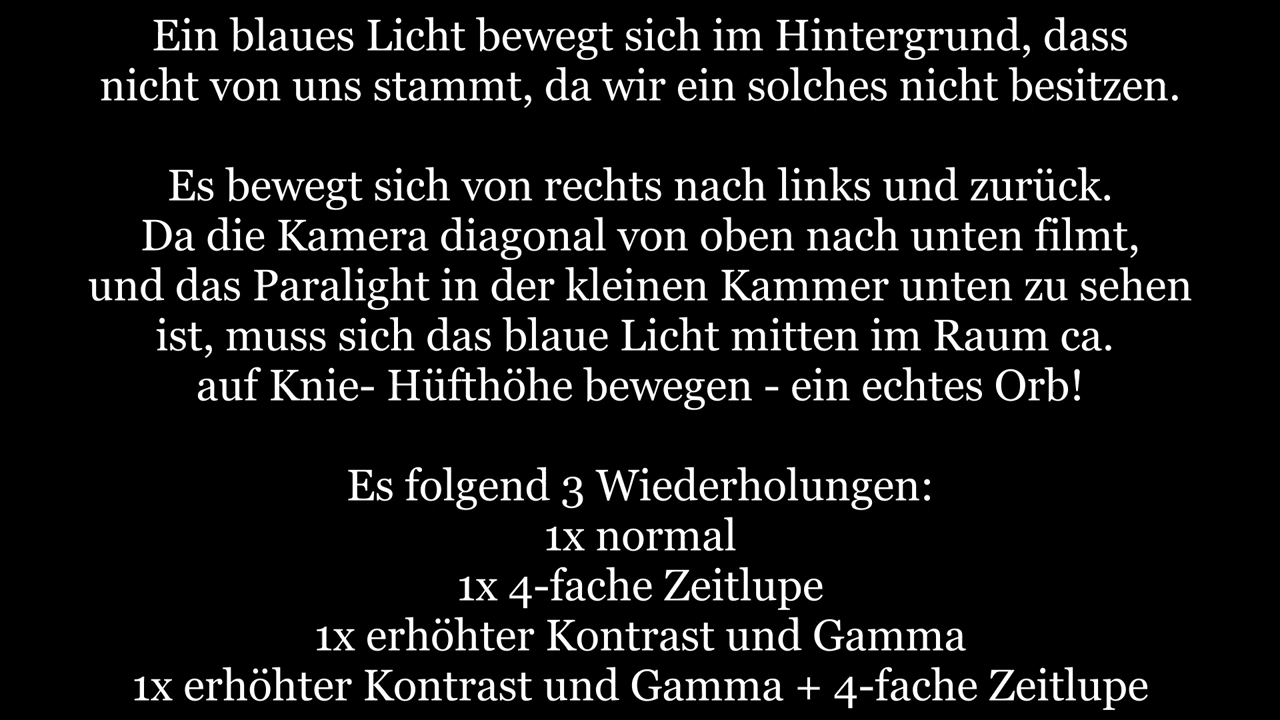 Ein blaues Licht bewegt sich im Hintergrund, dass
nicht von uns stammt, da wir ein solches nicht besitzen.
Es bewegt sich von rechts nach links und zurück.
Da die Kamera diagonal von oben nach unten filmt,
und das Paralight in der kleinen Kammer unten zu sehen
ist, muss sich das blaue Licht mitten im Raum ca.
auf Knie- Hüfthöhe bewegen - ein echtes Orb!
Es folgend 3 Wiederholungen:
1x normal
1x 4-fache Zeitlupe
1x erhöhter Kontrast und Gamma
1x erhöhter Kontrast und Gamma + 4-fache Zeitlupe